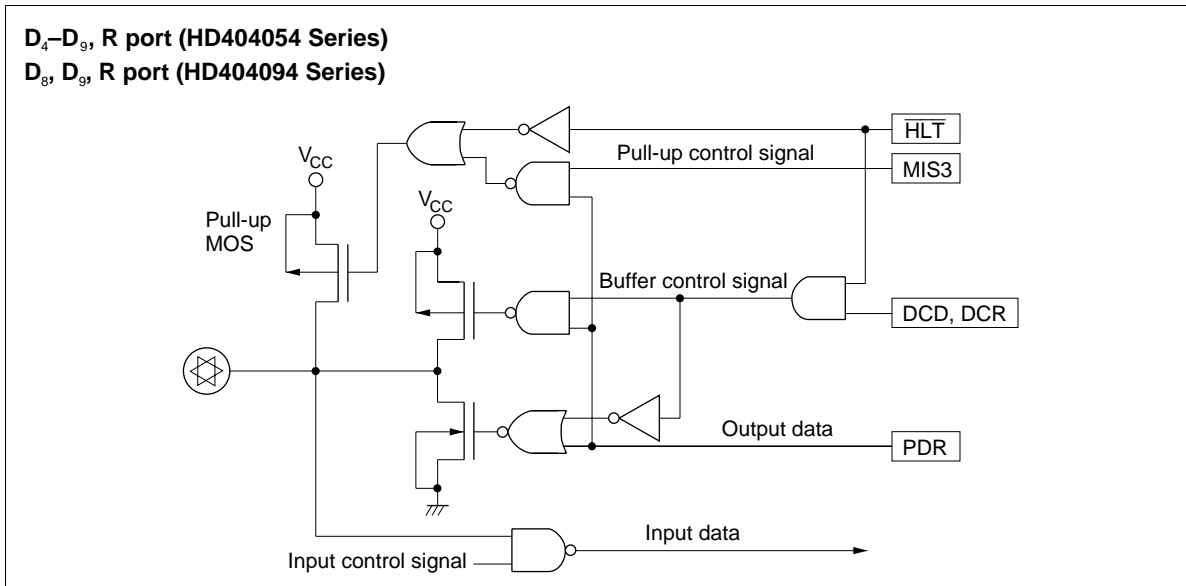 D₄–D₉, R port (HD404054 Series)
D₈, D₉, R port (HD404094 Series)
HLT
Pull-up control signal
MIS3
VCC
VCC
Pull-up
MOS
Buffer control signal
DCD, DCR
Output data
PDR
Input data
Input control signal